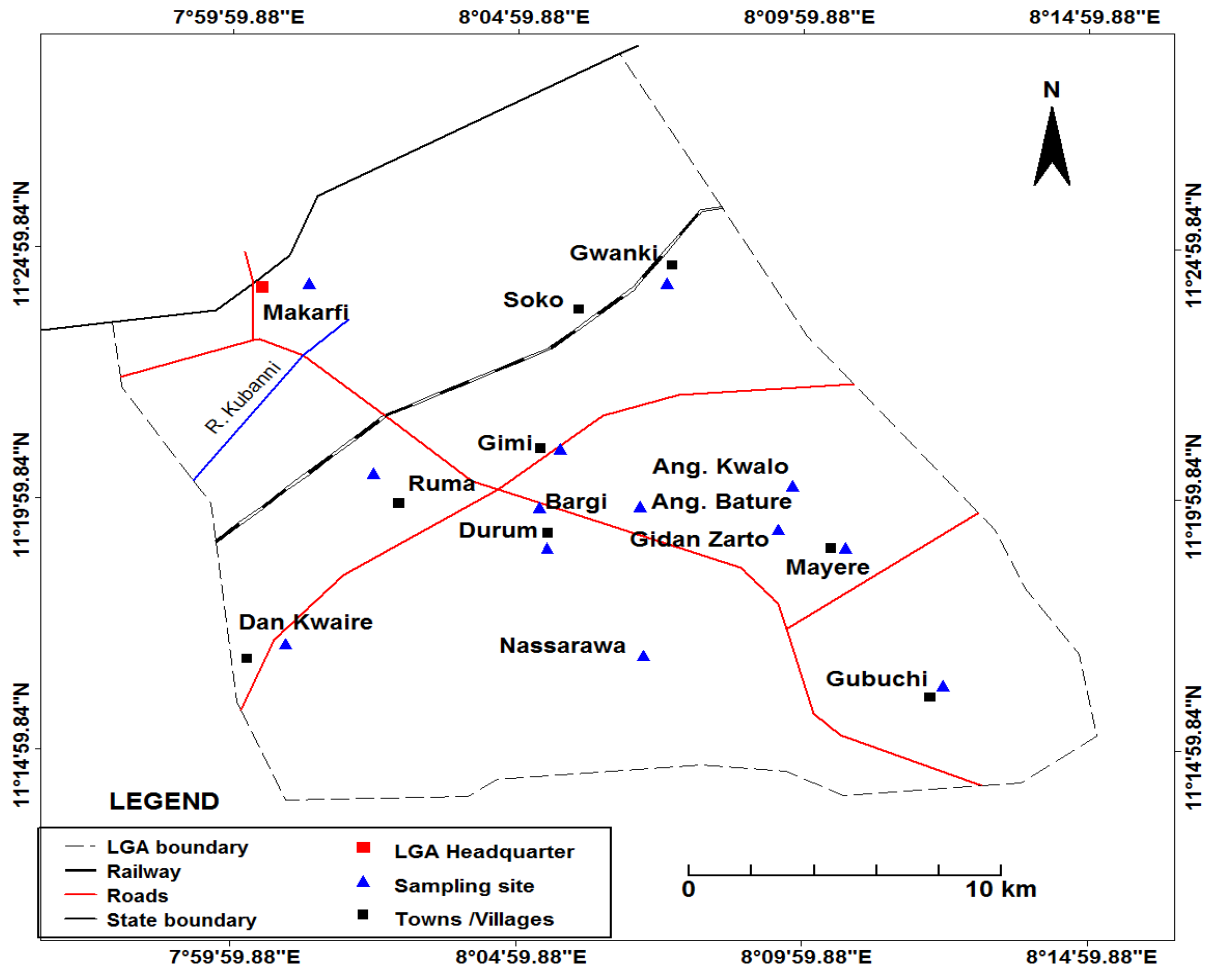 7°59'59.88"E 8°04'59.88"E 8°09'59.88"E 8°14'59.88"E
N
11°24'59.84"N
11°24'59.84"N
Gwanki
Soko
Makarfi
R. Kubanni
Gimi
Ang. Kwalo
Ruma
Bargi
Ang. Bature
11°19'59.84"N
11°19'59.84"N
Durum
Gidan Zarto
Mayere
Dan Kwaire
Nassarawa
Gubuchi
11°14'59.84"N
11°14'59.84"N
LEGEND
LGA boundary
Railway
Roads
State boundary
LGA Headquarter
Sampling site
Towns /Villages
0 10 km
7°59'59.88"E 8°04'59.88"E 8°09'59.88"E 8°14'59.88"E